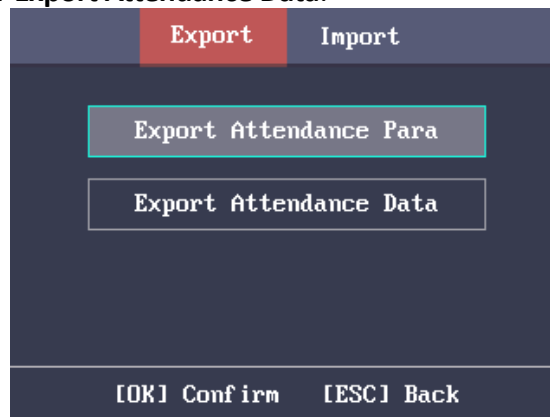 Export Attendance Data.
Export Import
Export Attendance Para
Export Attendance Data
[OK] Confirm [ESC] Back